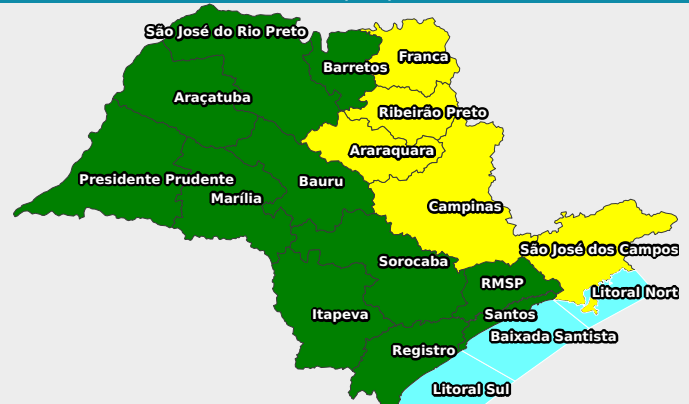 São José do Rio Preto
Franca
Barretos
Araçatuba
Ribeirão Preto
Araraquara
Presidente Prudente
Bauru
Marília
Campinas
São José dos Campos
Sorocaba
RMSP
Litoral Nort
Itapeva
Santos
Baixada Santista
Registro
Litoral Sul